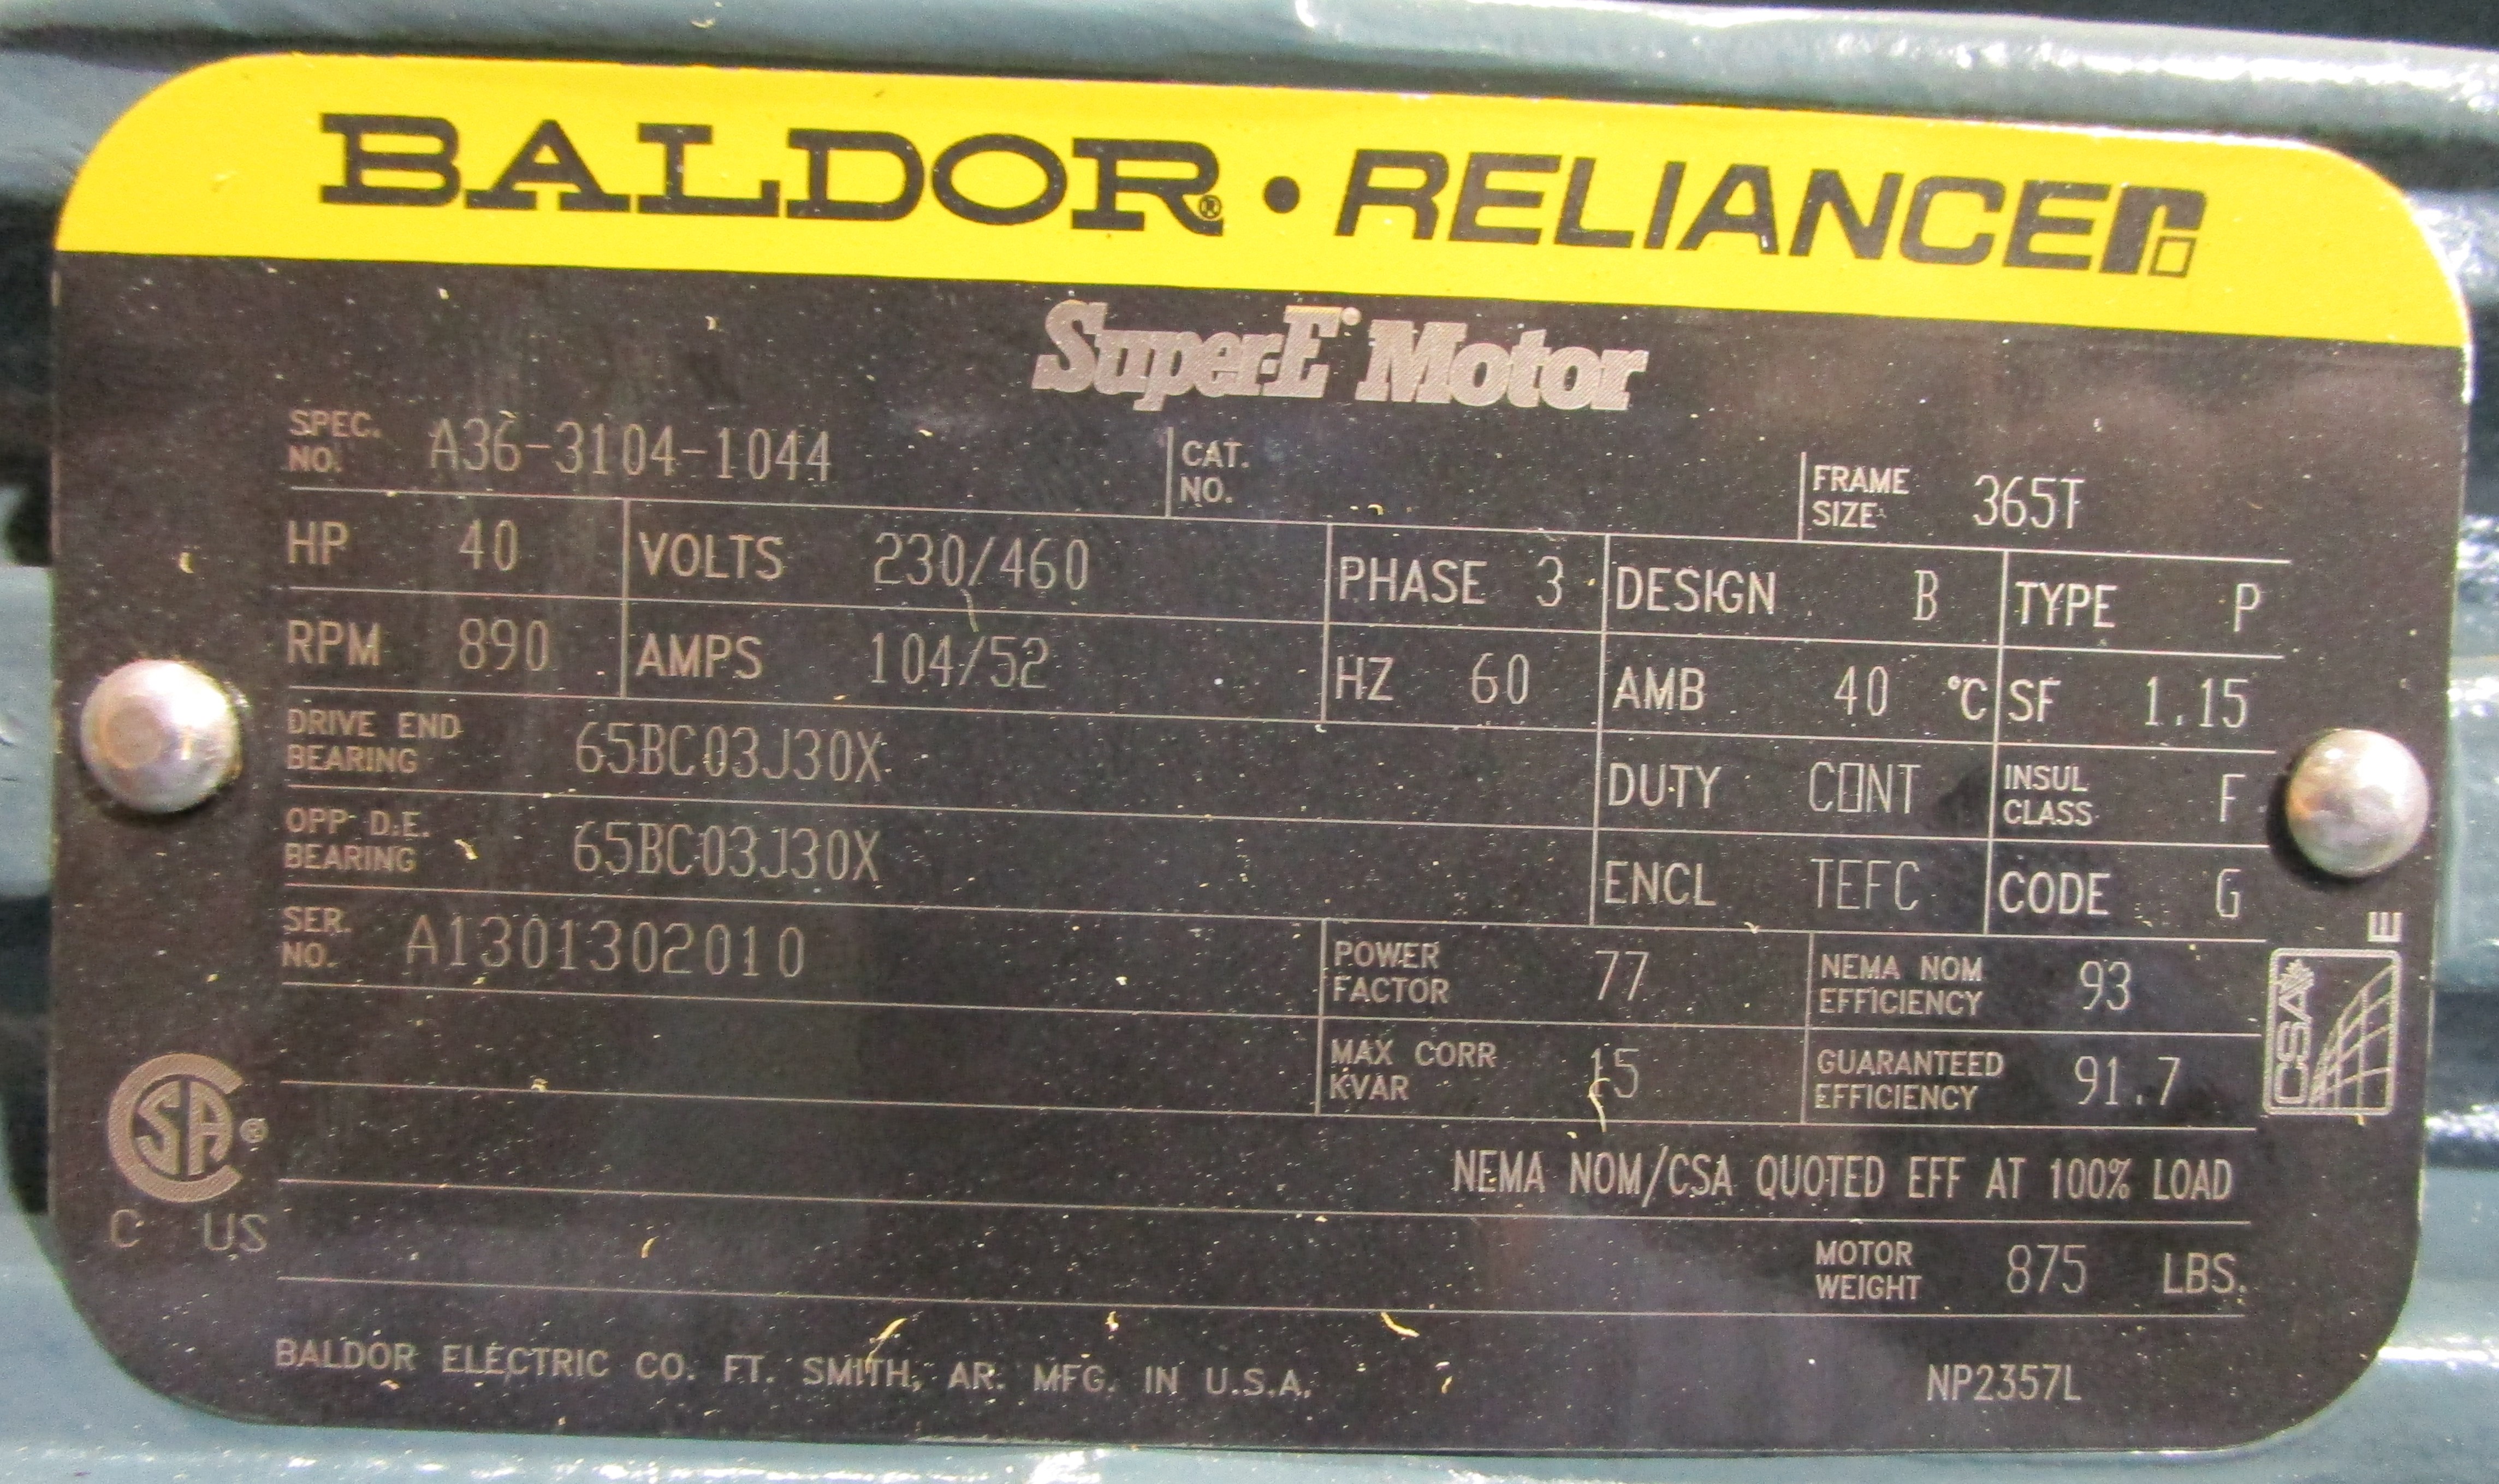 BALDOR® • RELIANCE
Super-E Motor
SPEC. NO. A36-3104-1044 CAT. NO. FRAME SIZE 365T
HP 40 VOLTS 230/460 PHASE 3 DESIGN B TYPE P
RPM 890 AMPS 104/52 HZ 60 AMB 40 °C SF 1.15
DRIVE END BEARING 65BC03J30X DUTY CONT INSUL CLASS F
OPP D.E. BEARING 65BC03J30X ENCL TEFC CODE G
SER. NO. A1301302010 POWER FACTOR 77 NEMA NOM EFFICIENCY 93
MAX CORR KVAR 15 GUARANTEED EFFICIENCY 91.7
NEMA NOM/CSA QUOTED EFF AT 100% LOAD
MOTOR WEIGHT 875 LBS.
BALDOR ELECTRIC CO. FT. SMITH, AR. MFG. IN U.S.A. NP2357L
CSA®
C US
CSA
E